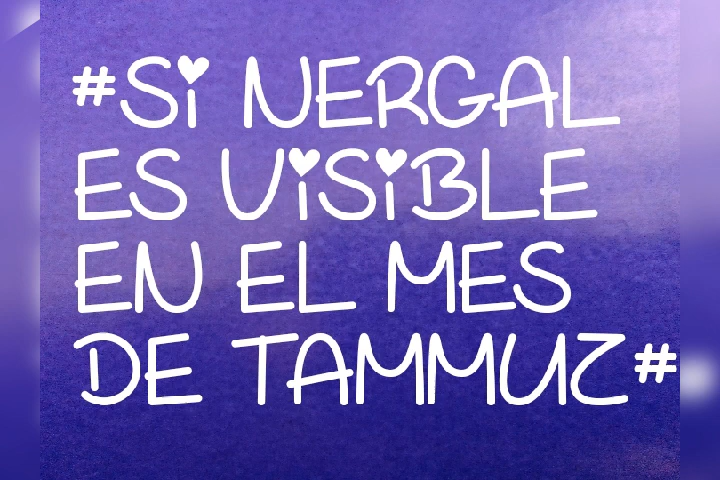 #Si NERGAL
ES ViSiBLE
EN EL MES
DE TAMMUZ#